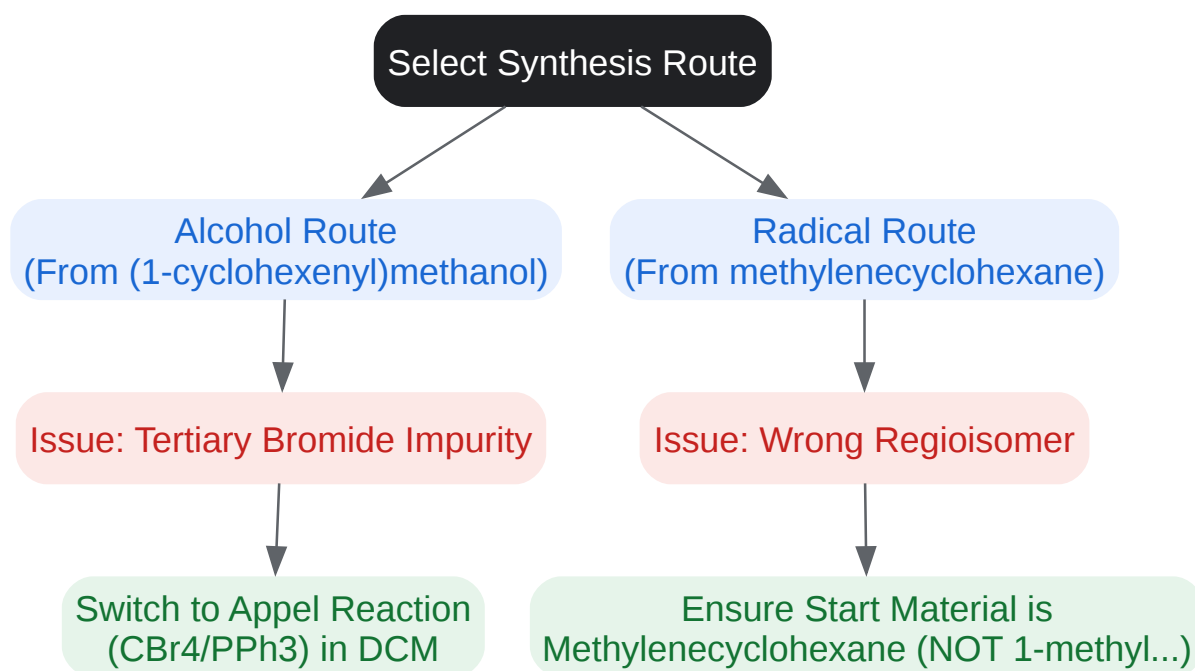 Select Synthesis Route
Alcohol Route
(From (1-cyclohexenyl)methanol)
Radical Route
(From methylenecyclohexane)
Issue: Tertiary Bromide Impurity
Issue: Wrong Regioisomer
Switch to Appel Reaction
(CBr4/PPh3) in DCM
Ensure Start Material is
Methylenecyclohexane (NOT 1-methyl...)